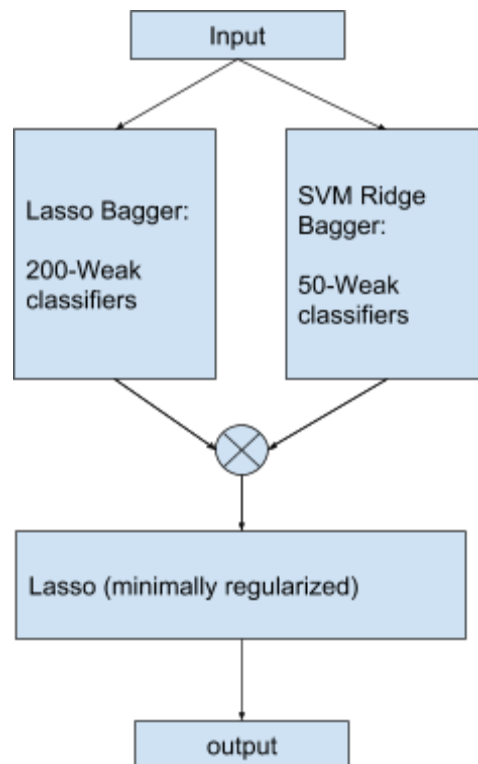 Input
Lasso Bagger:
200-Weak
classifiers
SVM Ridge
Bagger:
50-Weak
classifiers
Lasso (minimally regularized)
output